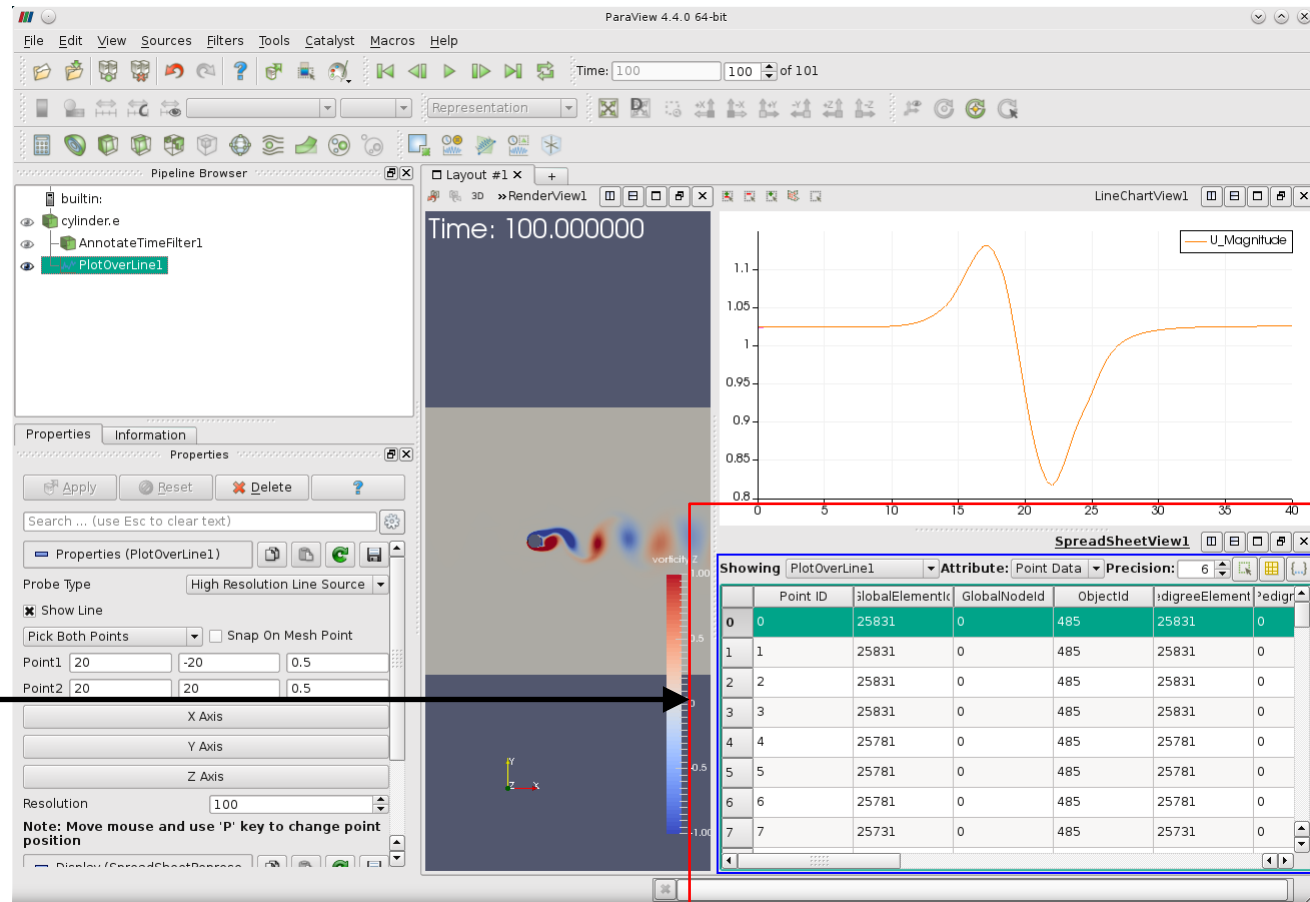 ParaView 4.4.0 64-bit
File Edit View Sources Filters Tools Catalyst Macros Help
Time: 100 100 of 101
Representation
Pipeline Browser
builtin:
cylinder.e
AnnotateTimeFilter1
PlotOverLine1
Properties Information
Properties
Apply Reset Delete ?
Search ... (use Esc to clear text)
Properties (PlotOverLine1)
Probe Type High Resolution Line Source
Show Line
Pick Both Points Snap On Mesh Point
Point1 20 -20 0.5
Point2 20 20 0.5
X Axis
Y Axis
Z Axis
Resolution 100
Note: Move mouse and use 'P' key to change point
position
Layout #1 × +
3D »RenderView1
Time: 100.000000
vorticity Z
1.00
0.5
0
-0.5
-1.00
Y
Z X
LineChartView1
U_Magnitude
1.1
1.05
1
0.95
0.9
0.85
0.8
0 5 10 15 20 25 30 35 40
SpreadSheetView1
Showing PlotOverLine1 Attribute: Point Data Precision: 6 {...}
Point ID GlobalNodeId ObjectId
0 0 25831 0 485 25831 0
1 1 25831 0 485 25831 0
2 2 25831 0 485 25831 0
3 3 25831 0 485 25831 0
4 4 25781 0 485 25781 0
5 5 25781 0 485 25781 0
6 6 25781 0 485 25781 0
7 7 25731 0 485 25731 0